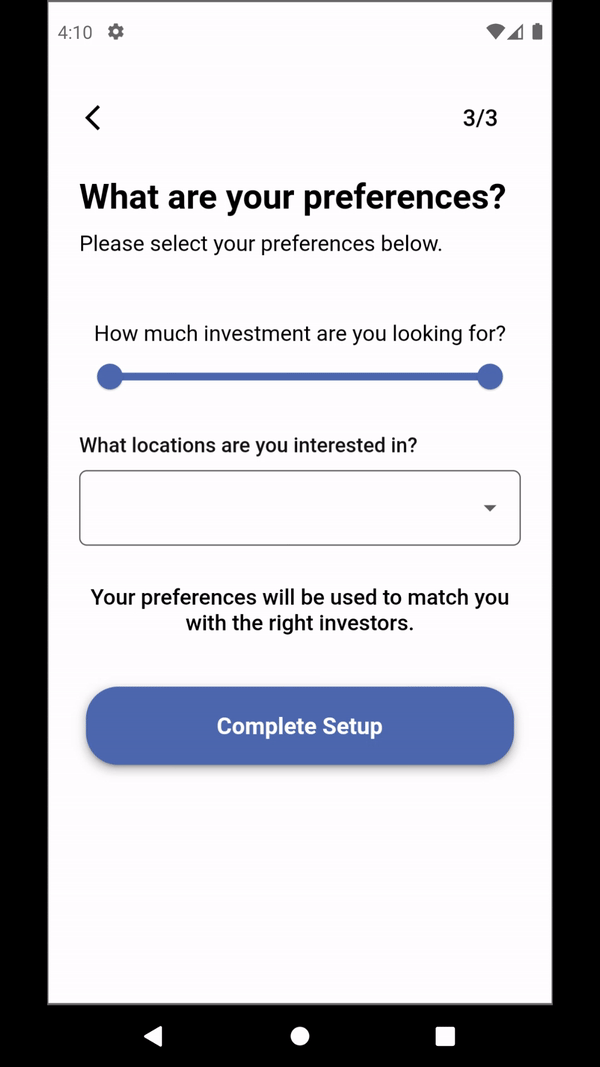 4:10
3/3
What are your preferences?
Please select your preferences below.
How much investment are you looking for?
What locations are you interested in?
Your preferences will be used to match you
with the right investors.
Complete Setup